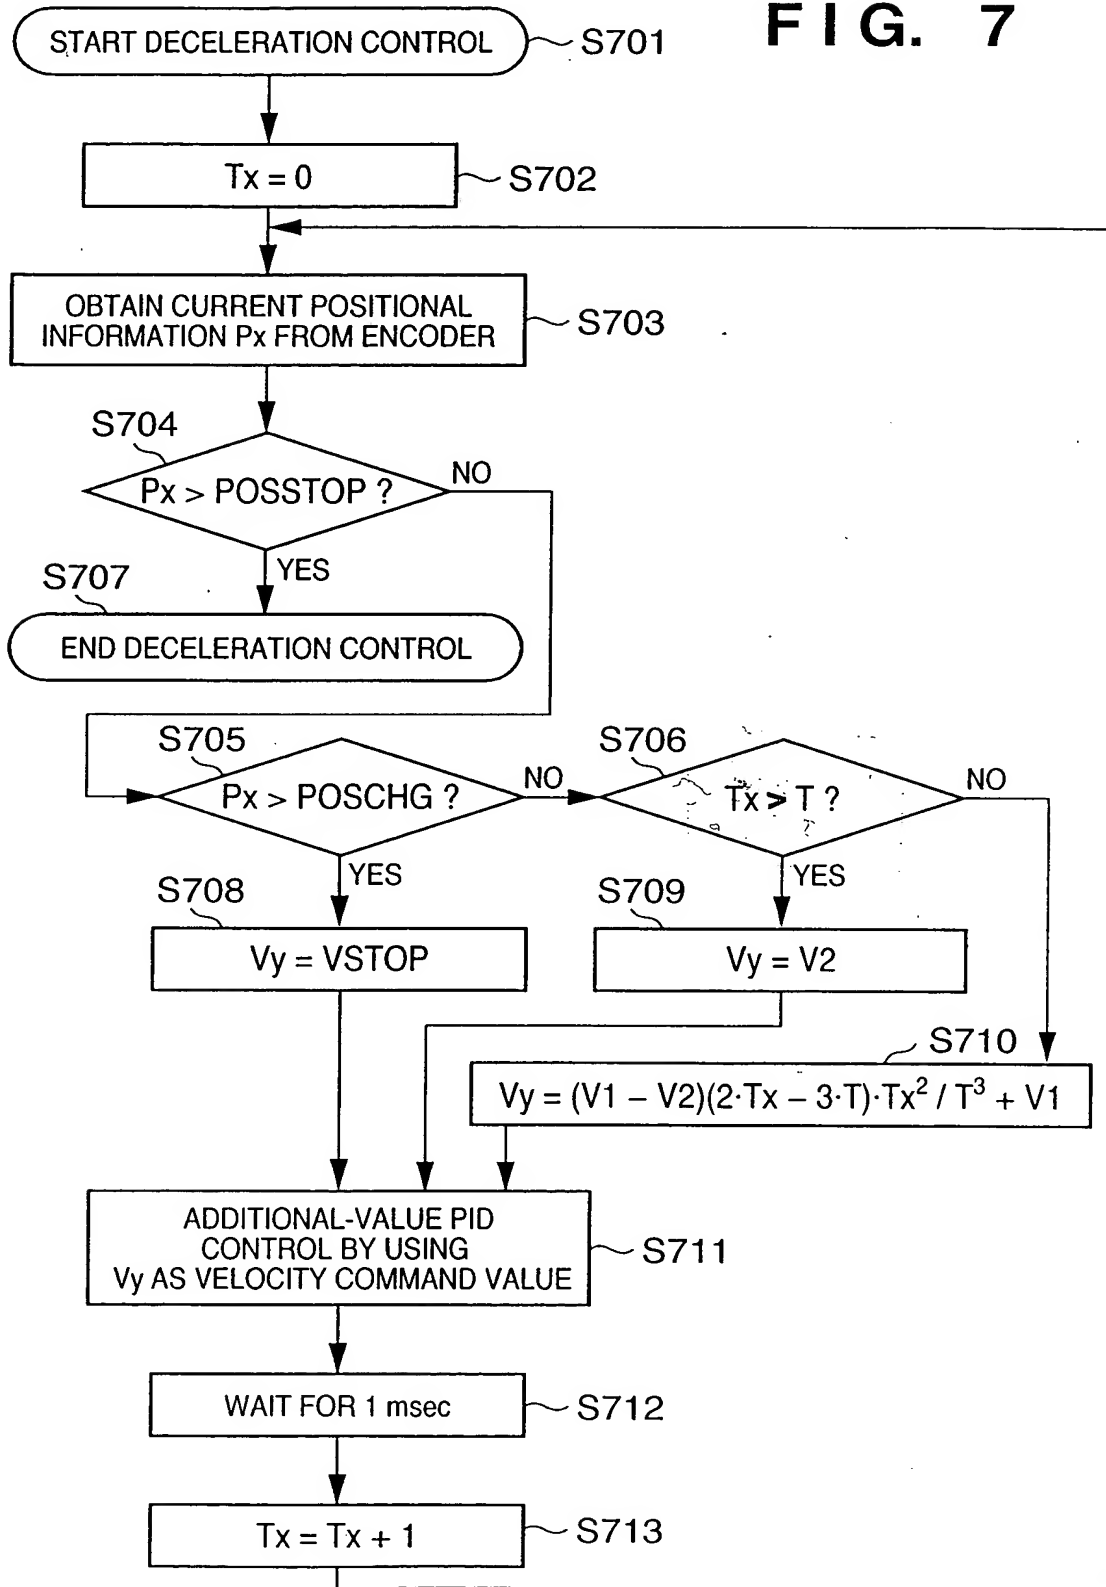 FIG. 7
START DECELERATION CONTROL
S701
Tx = 0
S702
OBTAIN CURRENT POSITIONAL
INFORMATION Px FROM ENCODER
S703
S704
Px > POSSTOP ?
NO
YES
S707
END DECELERATION CONTROL
S705
Px > POSCHG ?
NO
YES
S706
Tx > T ?
NO
YES
S708
Vy = VSTOP
S709
Vy = V2
S710
Vy = (V1 – V2)(2·Tx – 3·T)·Tx² / T³ + V1
ADDITIONAL-VALUE PID
CONTROL BY USING
Vy AS VELOCITY COMMAND VALUE
S711
WAIT FOR 1 msec
S712
Tx = Tx + 1
S713